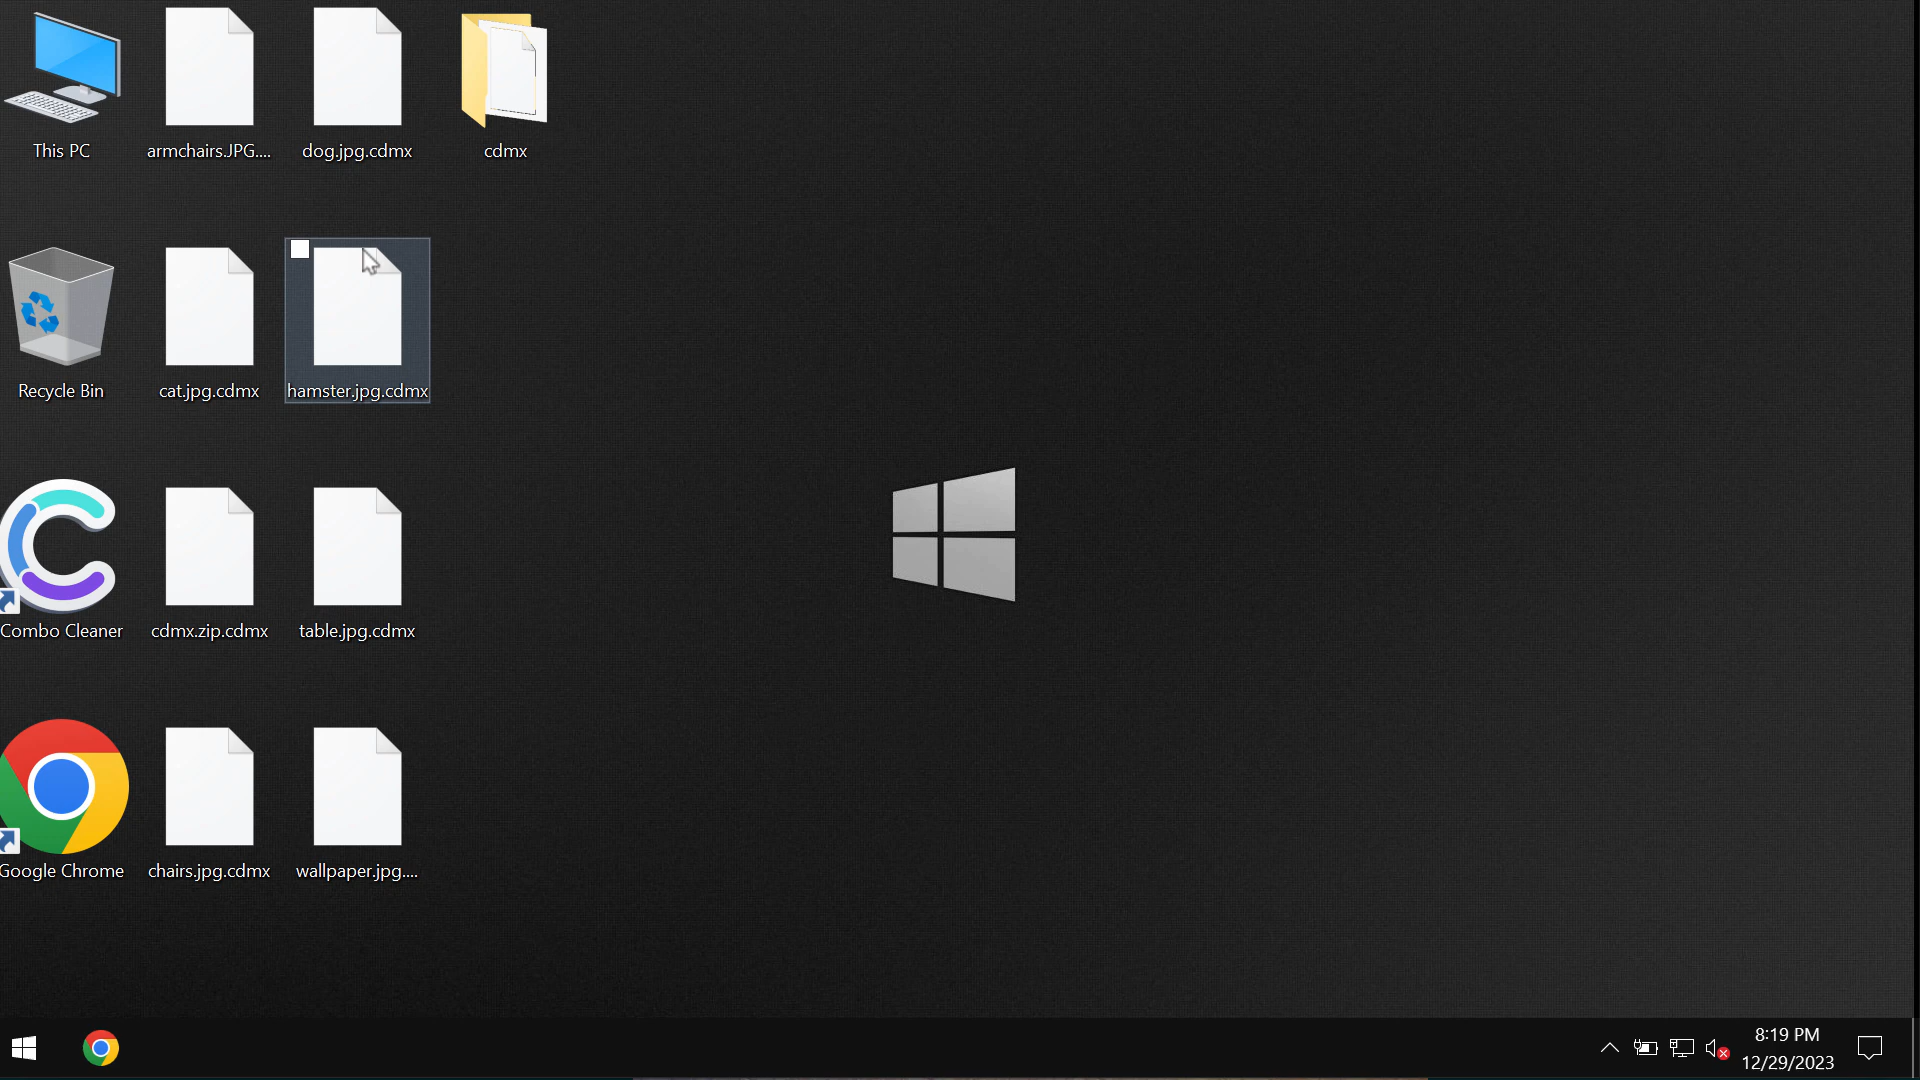 This PC
armchairs.JPG....
dog.jpg.cdmx
cdmx
Recycle Bin
cat.jpg.cdmx
hamster.jpg.cdmx
Combo Cleaner
cdmx.zip.cdmx
table.jpg.cdmx
Google Chrome
chairs.jpg.cdmx
wallpaper.jpg....
8:19 PM
12/29/2023